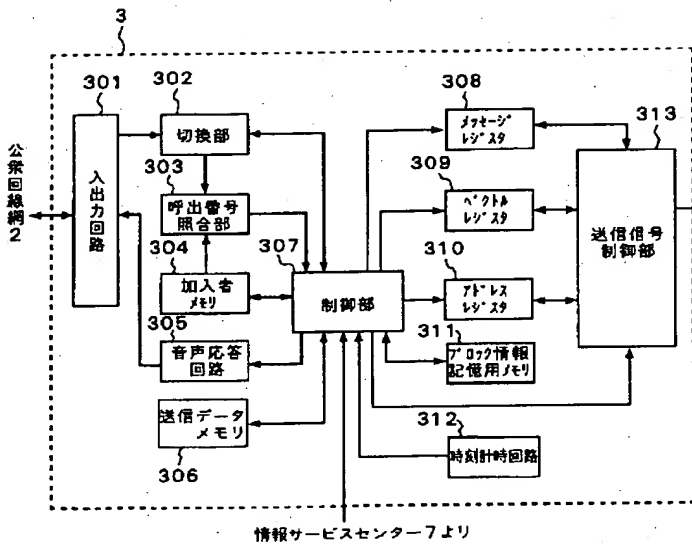 3
301
302
308
313
切換部
メッセージ
レジスタ
公衆回線網2
入出力回路
303
309
呼出番号
照合部
ベクトル
レジスタ
送信信号
制御部
304
307
310
加入者
メモリ
制御部
アドレス
レジスタ
305
311
音声応答
回路
ブロック情報
記憶用メモリ
送信データ
メモリ
312
306
時刻計時回路
情報サービスセンター7より